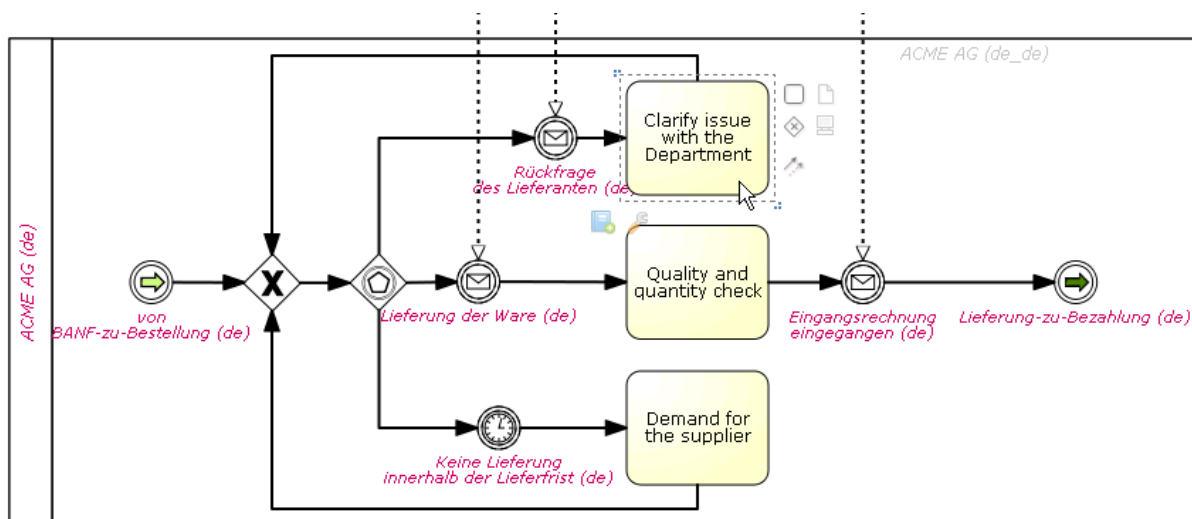 ACME AG (de_de)
ACME AG (de)
Clarify issue
with the
Department
Rückfrage
des Lieferanten (de)
Quality and
quantity check
von
BANF-zu-Bestellung (de)
Lieferung der Ware (de)
Eingangsrechnung
eingegangen (de)
Lieferung-zu-Bezahlung (de)
Demand for
the supplier
Keine Lieferung
innerhalb der Lieferfrist (de)